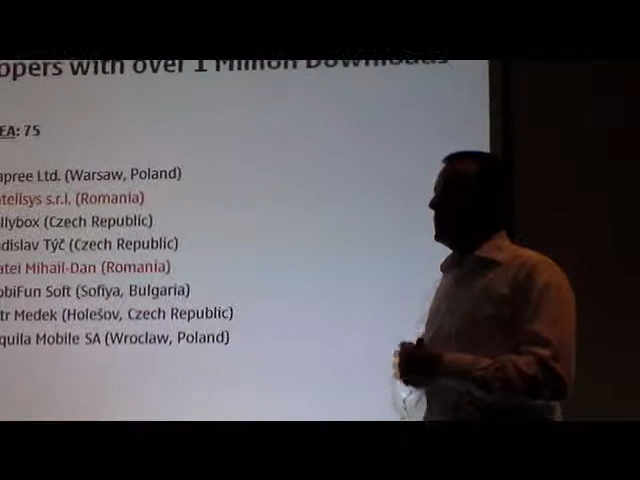 opers with over 1 Million Downloads
EA: 75
apree Ltd. (Warsaw, Poland)
tellsys s.r.l. (Romania)
llybox (Czech Republic)
dislav Týč (Czech Republic)
atei Mihail-Dan (Romania)
obiFun Soft (Sofiya, Bulgaria)
tr Medek (Holešov, Czech Republic)
quila Mobile SA (Wroclaw, Poland)